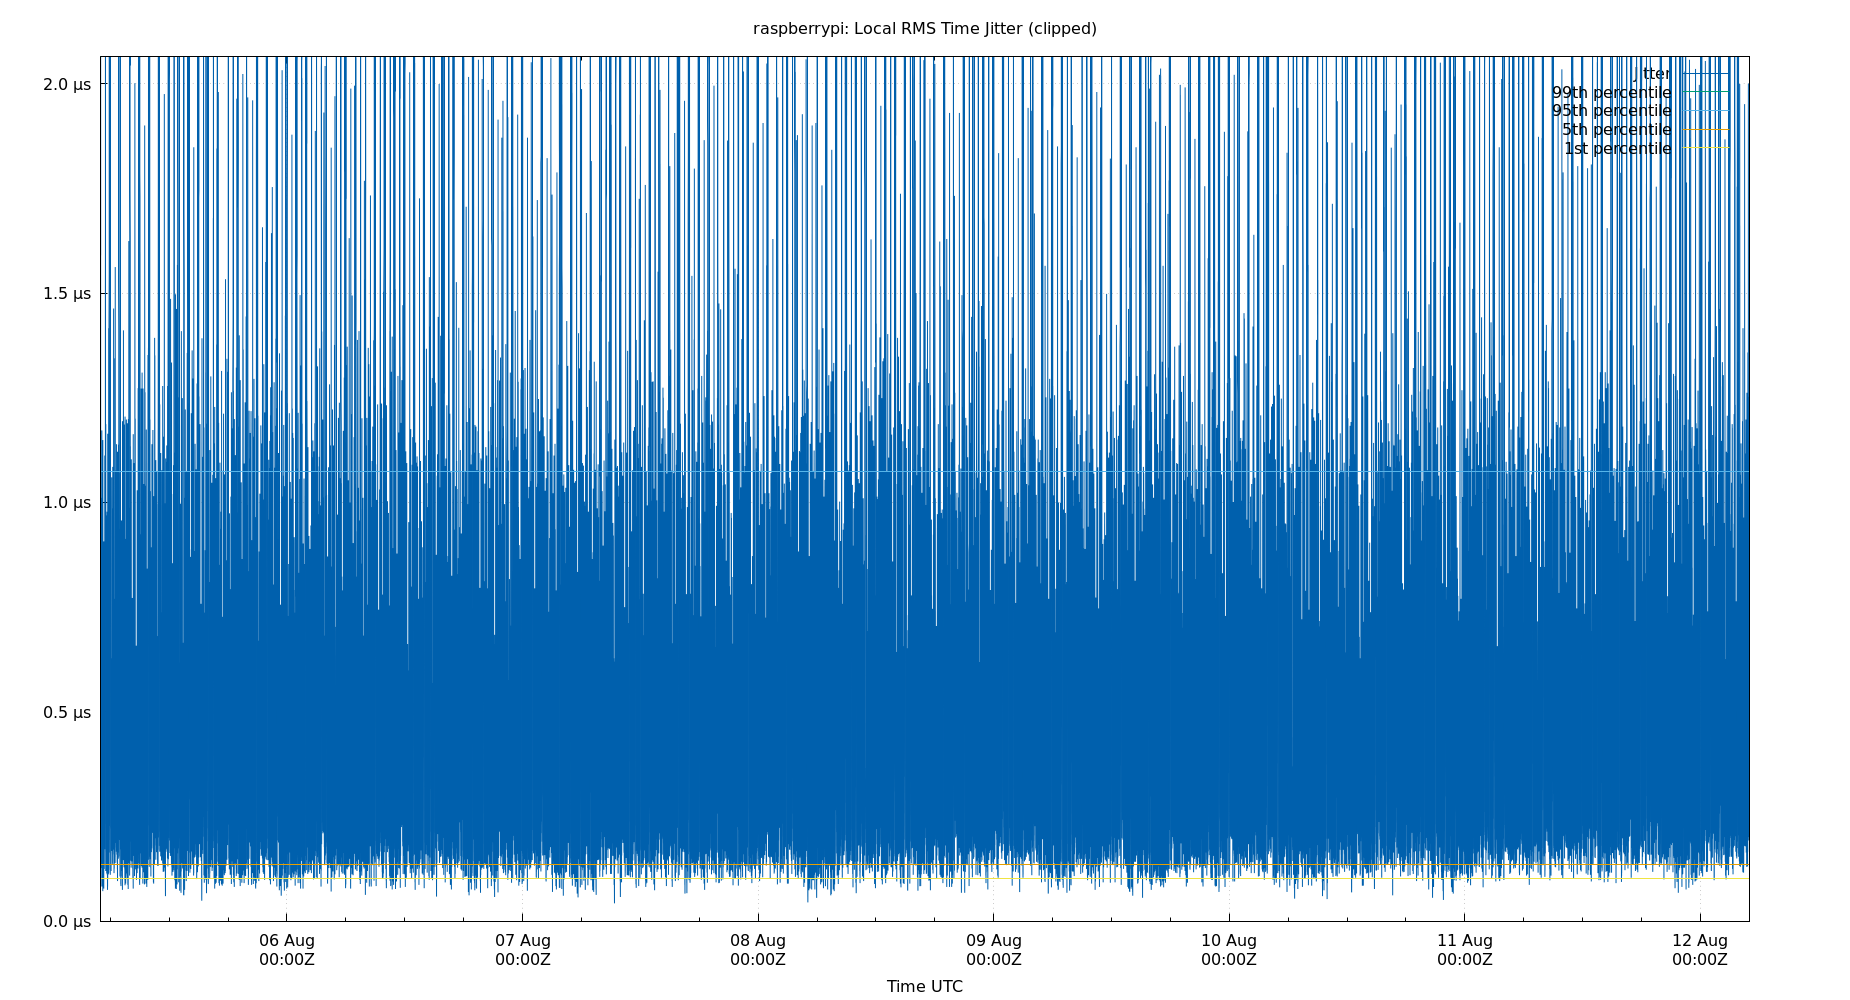 raspberrypi: Local RMS Time Jitter (clipped)
2.0 µs
1.5 µs
1.0 µs
0.5 µs
0.0 µs
Jitter
99th percentile
95th percentile
5th percentile
1st percentile
06 Aug
00:00Z
07 Aug
00:00Z
08 Aug
00:00Z
09 Aug
00:00Z
10 Aug
00:00Z
11 Aug
00:00Z
12 Aug
00:00Z
Time UTC